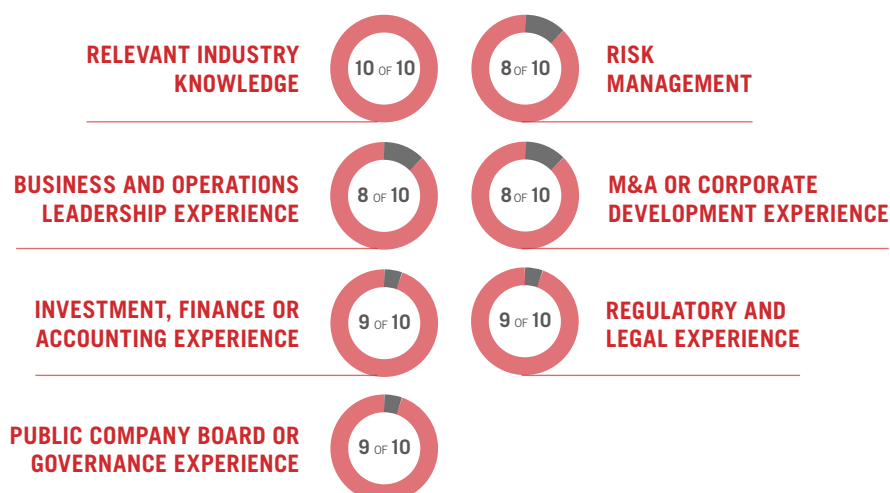 RELEVANT INDUSTRY
KNOWLEDGE
10 OF 10
8 OF 10
RISK
MANAGEMENT
BUSINESS AND OPERATIONS
LEADERSHIP EXPERIENCE
8 OF 10
8 OF 10
M&A OR CORPORATE
DEVELOPMENT EXPERIENCE
INVESTMENT, FINANCE OR
ACCOUNTING EXPERIENCE
9 OF 10
9 OF 10
REGULATORY AND
LEGAL EXPERIENCE
PUBLIC COMPANY BOARD OR
GOVERNANCE EXPERIENCE
9 OF 10